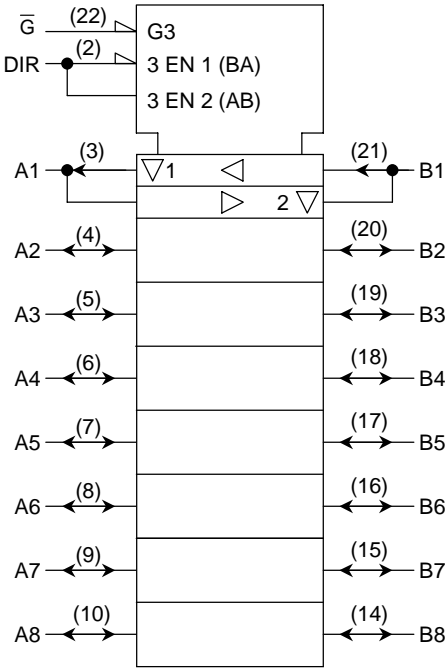 G̅ (22) G3
DIR (2) 3 EN 1 (BA)
3 EN 2 (AB)
A1 (3) 1 (21) B1
2
A2 (4) (20) B2
A3 (5) (19) B3
A4 (6) (18) B4
A5 (7) (17) B5
A6 (8) (16) B6
A7 (9) (15) B7
A8 (10) (14) B8